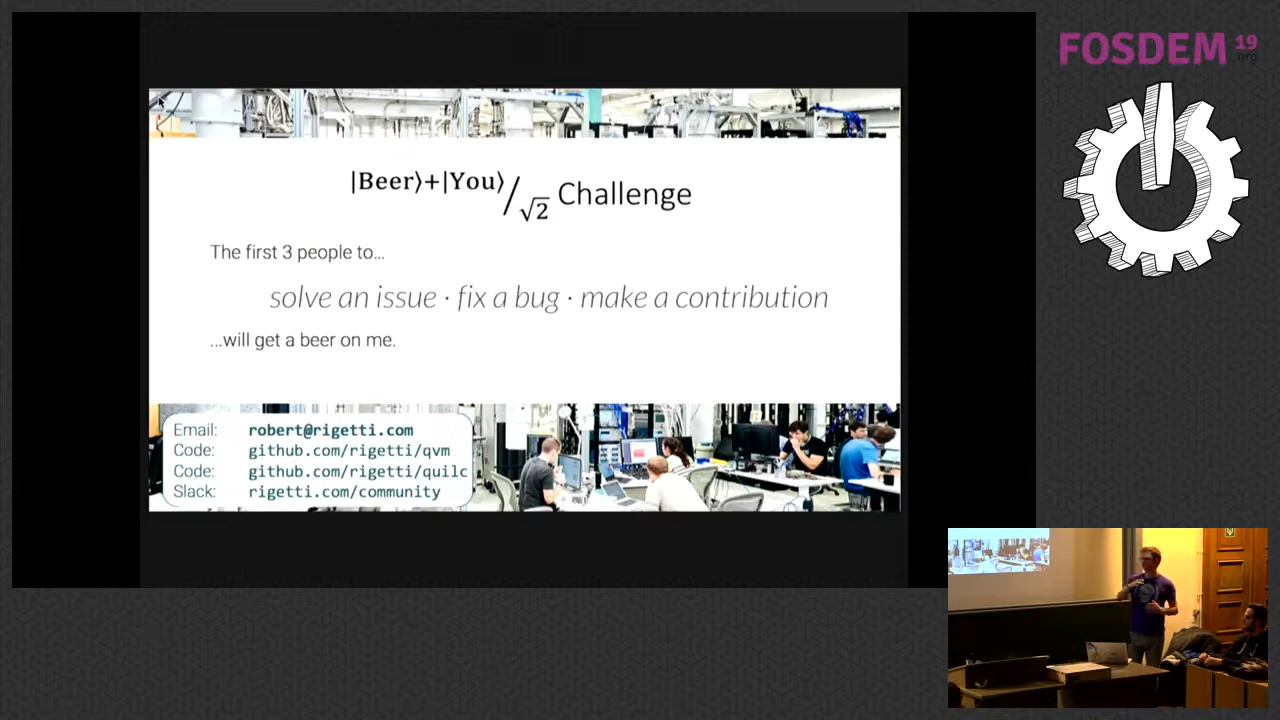 FOSDEM 19
.org
|Beer⟩+|You⟩/√2 Challenge
The first 3 people to...
solve an issue · fix a bug · make a contribution
...will get a beer on me.
Email: robert@rigetti.com
Code: github.com/rigetti/qvm
Code: github.com/rigetti/quilc
Slack: rigetti.com/community